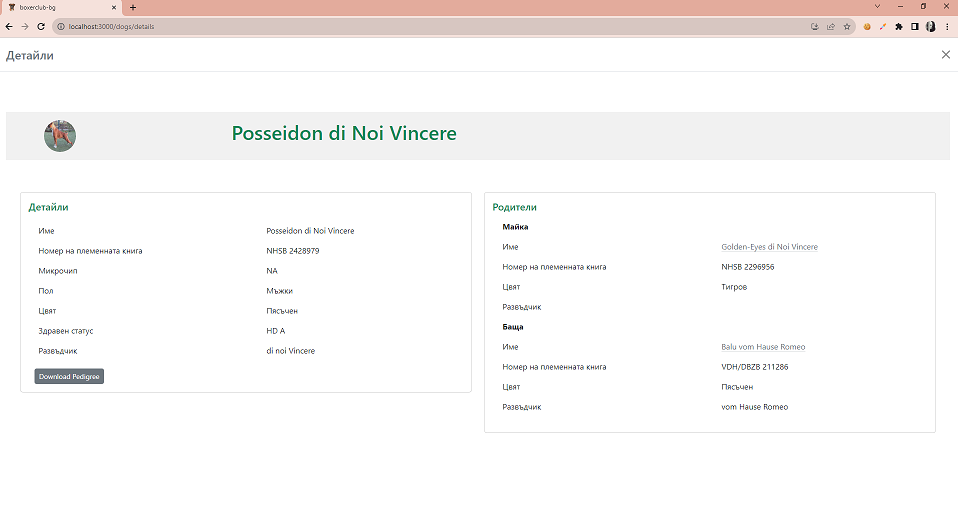 boxerclub-bg
localhost:3000/dogs/details
Детайли
Posseidon di Noi Vincere
Детайли
Име Posseidon di Noi Vincere
Номер на племенната книга NHSB 2428979
Микрочип NA
Пол Мъжки
Цвят Пясъчен
Здравен статус HD A
Развъдчик di noi Vincere
Download Pedigree
Родители
Майка
Име Golden-Eyes di Noi Vincere
Номер на племенната книга NHSB 2296956
Цвят Тигров
Развъдчик
Баща
Име Balu vom Hause Romeo
Номер на племенната книга VDH/DBZB 211286
Цвят Пясъчен
Развъдчик vom Hause Romeo